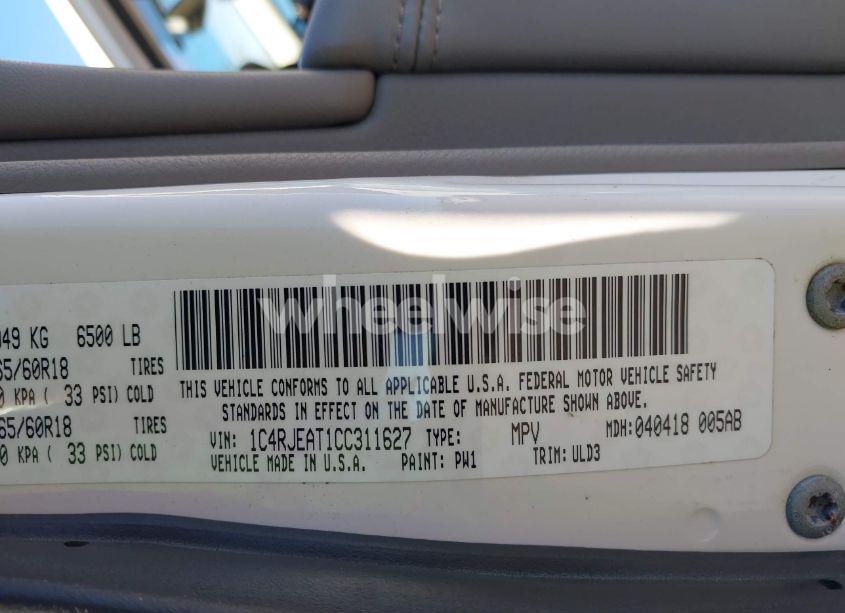 wheelwise
049 KG 6500 LB
65/60R18 TIRES
0 KPA ( 33 PSI) COLD
65/60R18 TIRES
0 KPA ( 33 PSI) COLD
THIS VEHICLE CONFORMS TO ALL APPLICABLE U.S.A. FEDERAL MOTOR VEHICLE SAFETY
STANDARDS IN EFFECT ON THE DATE OF MANUFACTURE SHOWN ABOVE.
VIN: 1C4RJEAT1CC311627 TYPE: MPV MDH: 040418 005AB
VEHICLE MADE IN U.S.A. PAINT: PW1 TRIM: ULD3